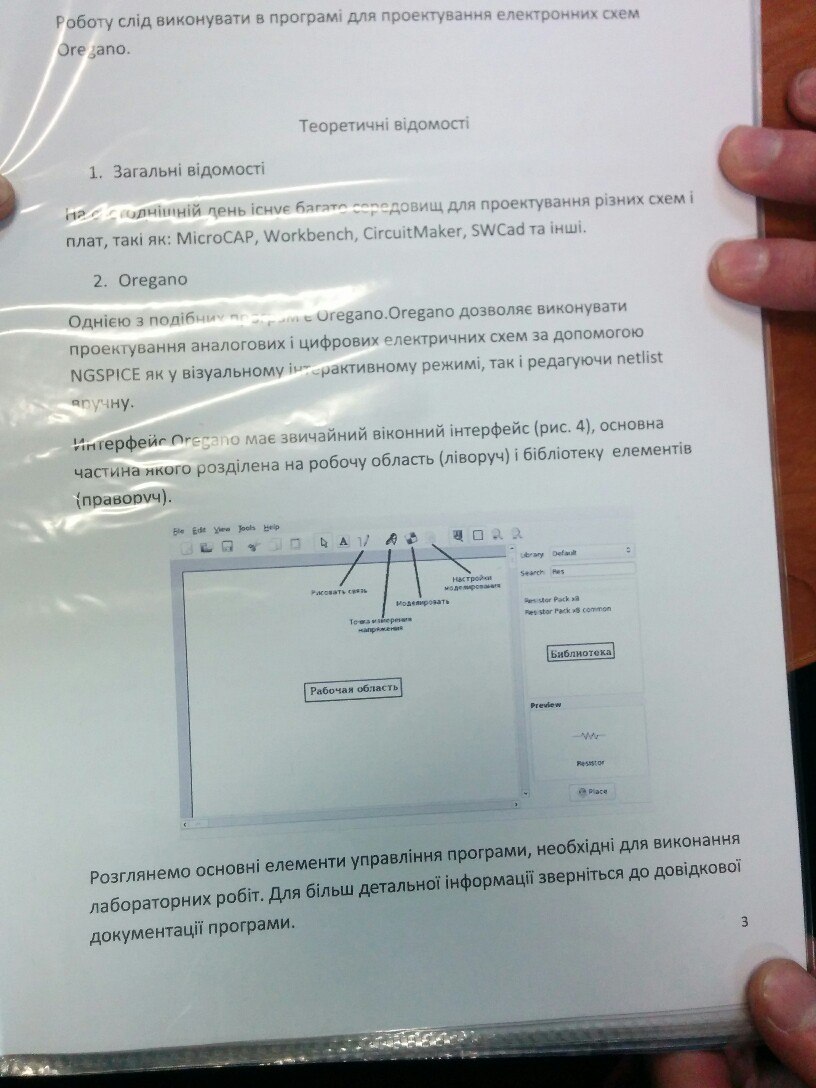 Роботу слід виконувати в програмі для проектування електронних схем
Oregano.
Теоретичні відомості
1. Загальні відомості
На сьогоднішній день існує багато середовищ для проектування різних схем і
плат, такі як: MicroCAP, Workbench, CircuitMaker, SWCad та інші.
2. Oregano
Однією з подібних програм є Oregano.Oregano дозволяє виконувати
проектування аналогових і цифрових електричних схем за допомогою
NGSPICE як у візуальному інтерактивному режимі, так і редагуючи netlist
вручну.
Интерфейс Oregano має звичайний віконний інтерфейс (рис. 4), основна
частина якого розділена на робочу область (ліворуч) і бібліотеку елементів
(праворуч).
File Edit View Tools Help
A
Library: Default
Search: Res
Рисовать связь
Настройки
моделирования
Моделировать
Точка измерения
напряжения
Resistor Pack x8
Resistor Pack x8 common
Библиотека
Рабочая область
Preview
Resistor
Place
Розглянемо основні елементи управління програми, необхідні для виконання
лабораторних робіт. Для більш детальної інформації зверніться до довідкової
документації програми.
3